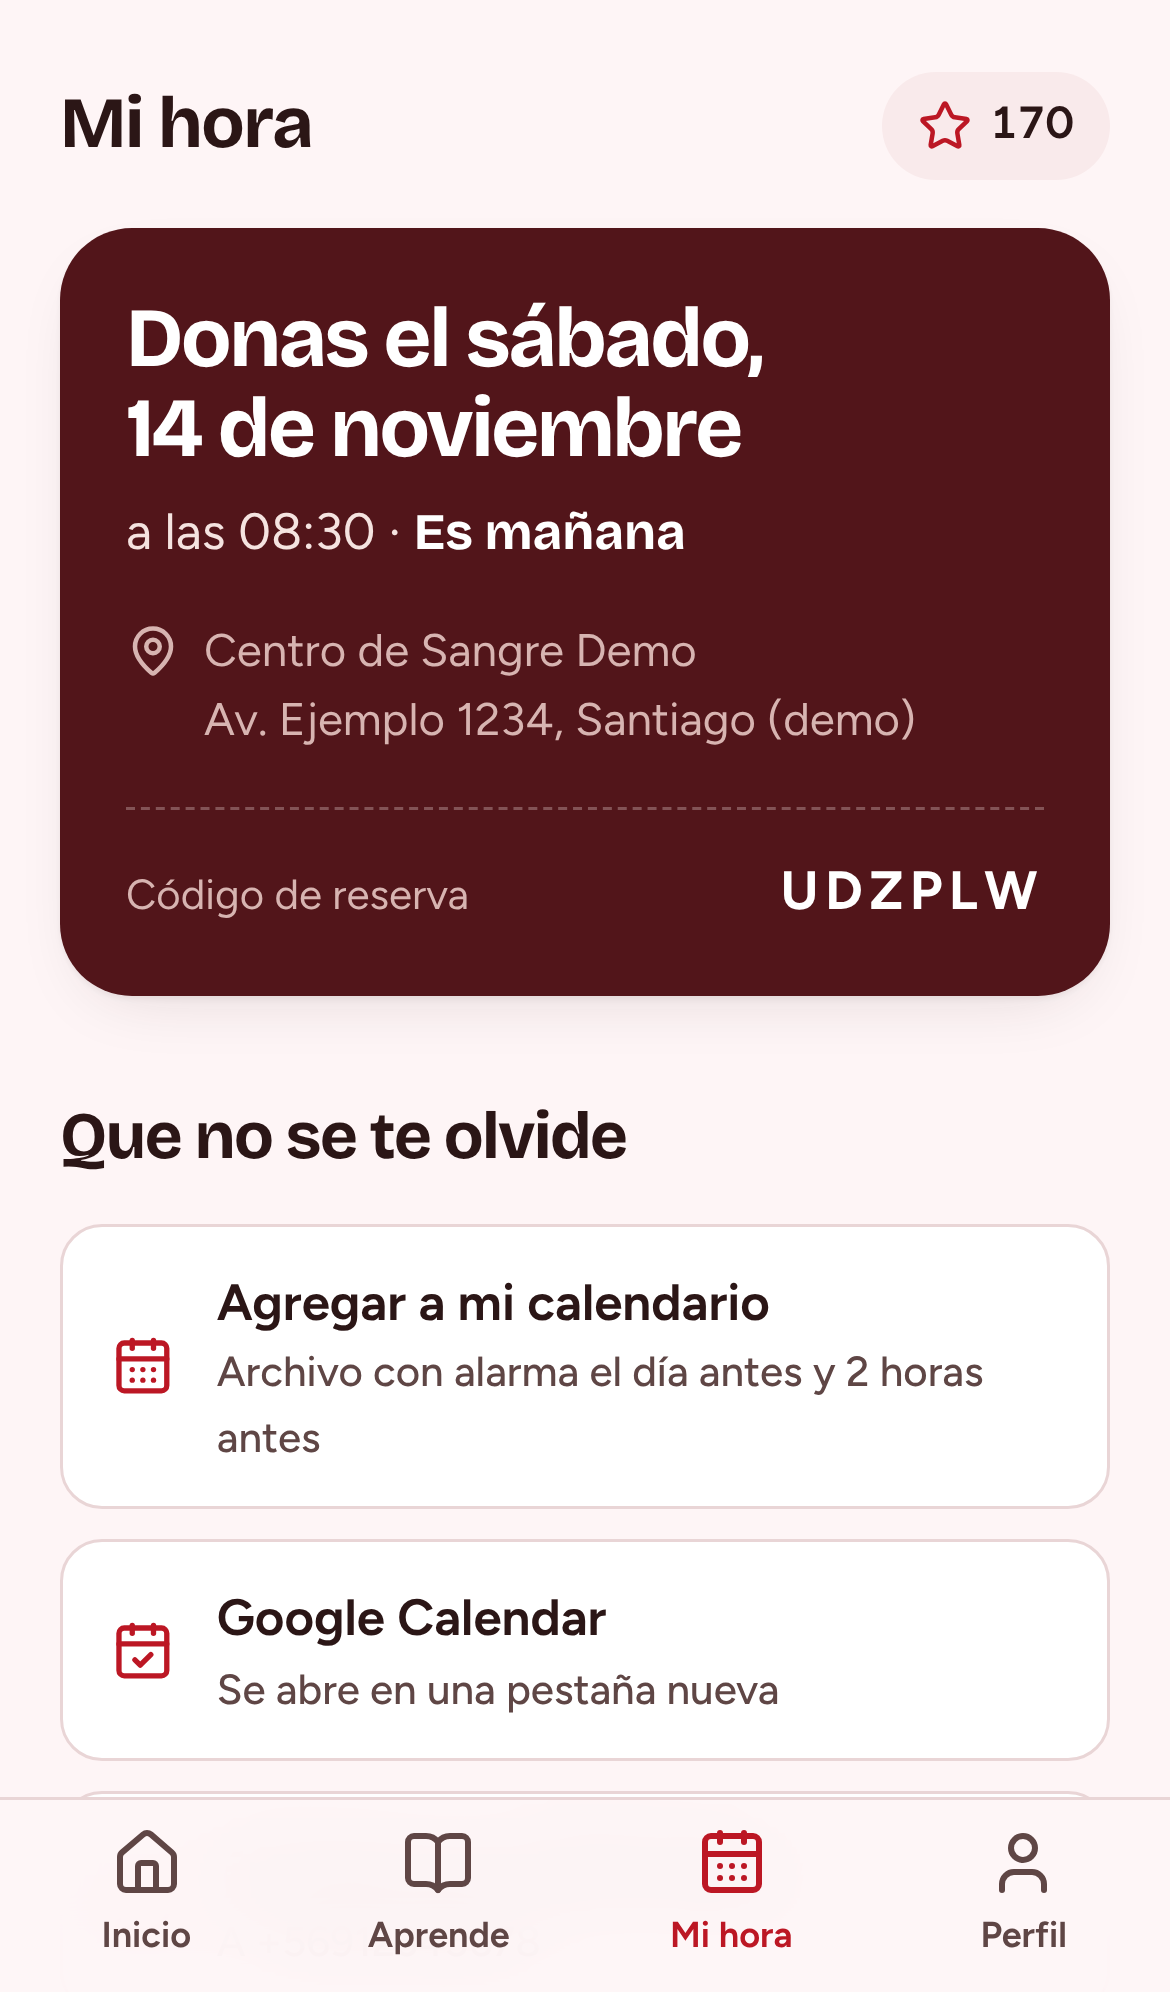 Mi hora
170
Donas el sábado,
14 de noviembre
a las 08:30 · Es mañana
Centro de Sangre Demo
Av. Ejemplo 1234, Santiago (demo)
Código de reserva
UDZPLW
Que no se te olvide
Agregar a mi calendario
Archivo con alarma el día antes y 2 horas
antes
Google Calendar
Se abre en una pestaña nueva
Inicio
Aprende
Mi hora
Perfil